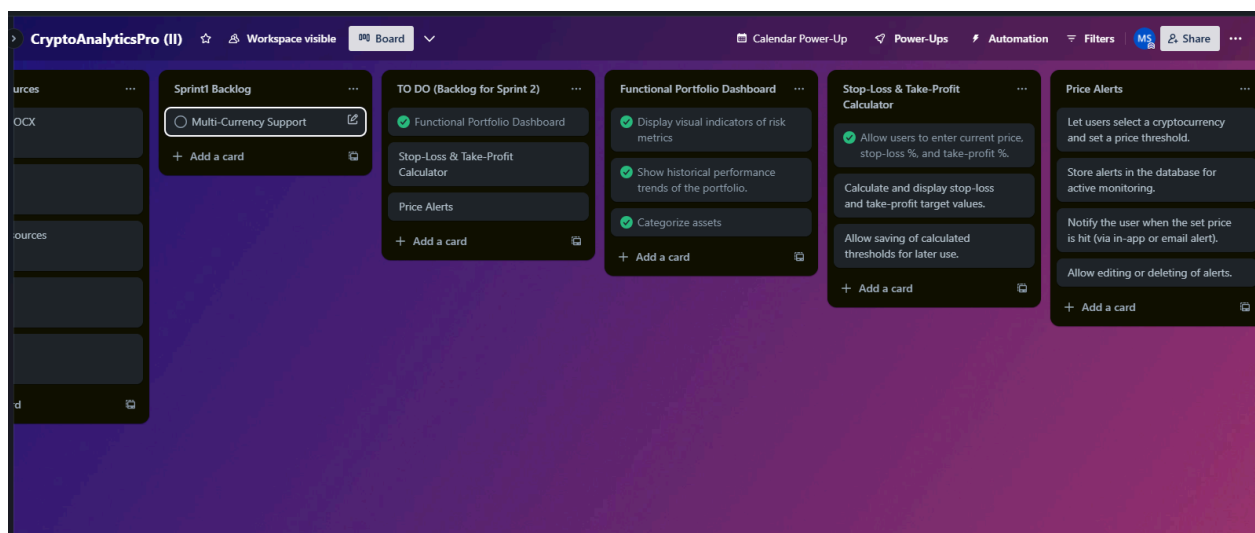 CryptoAnalyticsPro (II)
Workspace visible
Board
Calendar Power-Up
Power-Ups
Automation
Filters
MS
Share
urces
OCX
ources
rd
Sprint1 Backlog
Multi-Currency Support
+ Add a card
TO DO (Backlog for Sprint 2)
Functional Portfolio Dashboard
Stop-Loss & Take-Profit
Calculator
Price Alerts
+ Add a card
Functional Portfolio Dashboard
Display visual indicators of risk
metrics
Show historical performance
trends of the portfolio.
Categorize assets
+ Add a card
Stop-Loss & Take-Profit
Calculator
Allow users to enter current price,
stop-loss %, and take-profit %.
Calculate and display stop-loss
and take-profit target values.
Allow saving of calculated
thresholds for later use.
+ Add a card
Price Alerts
Let users select a cryptocurrency
and set a price threshold.
Store alerts in the database for
active monitoring.
Notify the user when the set price
is hit (via in-app or email alert).
Allow editing or deleting of alerts.
+ Add a card